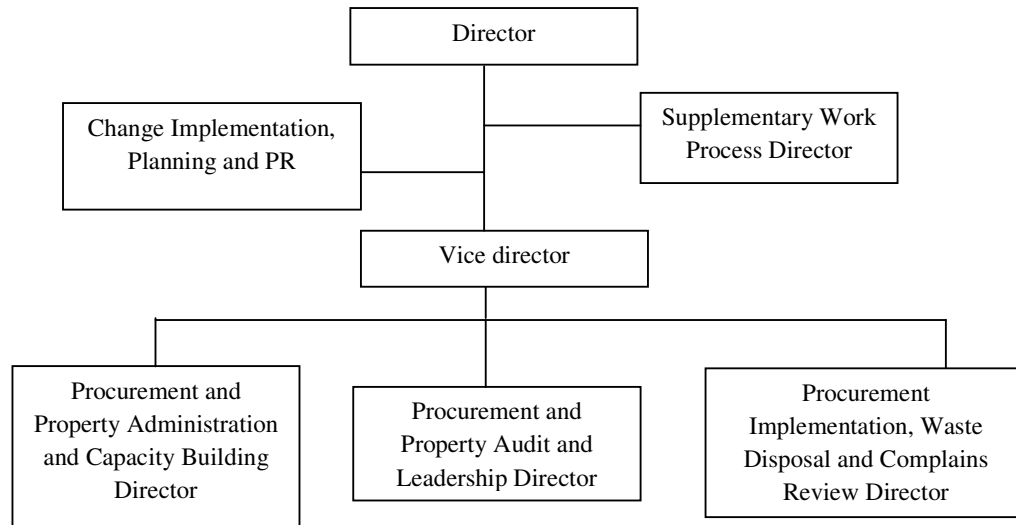 Director
Change Implementation,
Planning and PR
Supplementary Work
Process Director
Vice director
Procurement and
Property Administration
and Capacity Building
Director
Procurement and
Property Audit and
Leadership Director
Procurement
Implementation, Waste
Disposal and Complains
Review Director